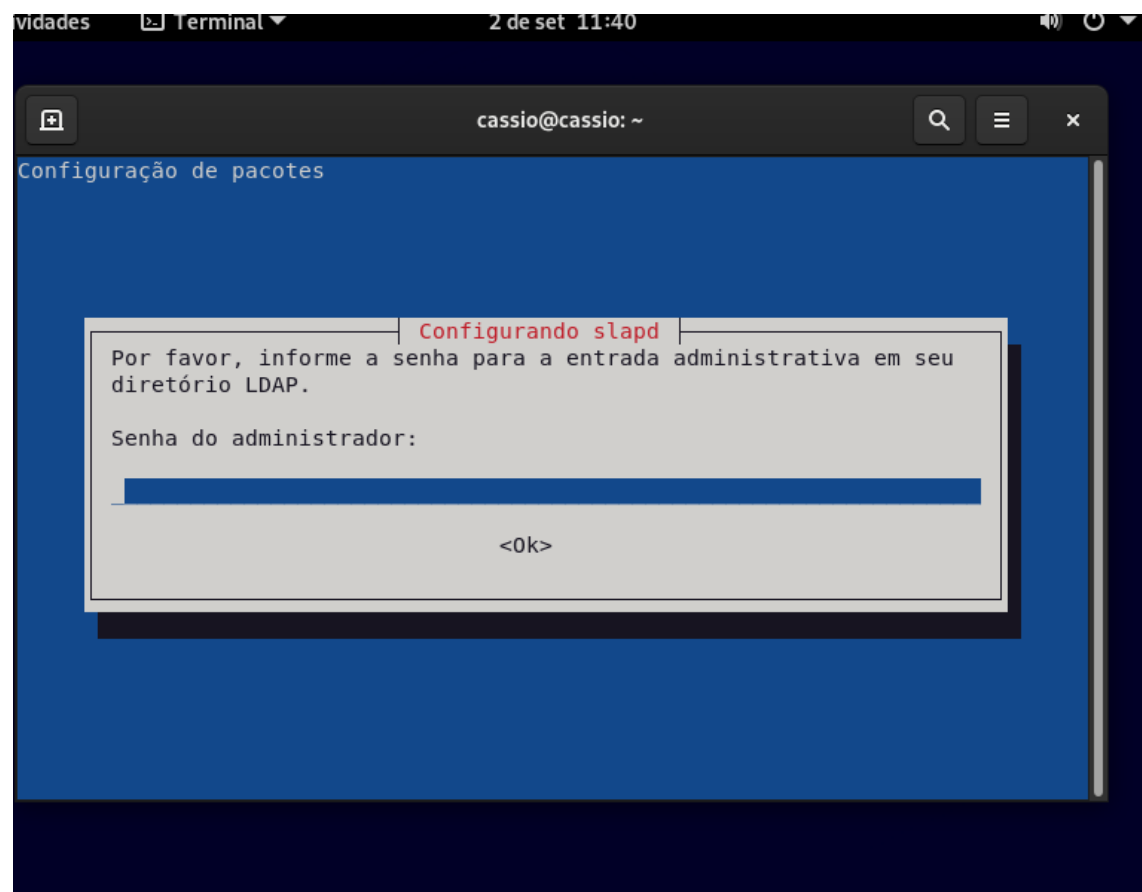 ividades Terminal 2 de set 11:40
cassio@cassio: ~
Configuração de pacotes
Configurando slapd
Por favor, informe a senha para a entrada administrativa em seu
diretório LDAP.
Senha do administrador:
<Ok>